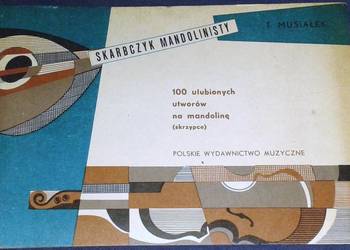 SKARBCZYK MANDOLINISTY
T. MUSIAŁEK
100 ulubionych
utworów
na mandolinę
(skrzypce)
POLSKIE WYDAWNICTWO MUZYCZNE